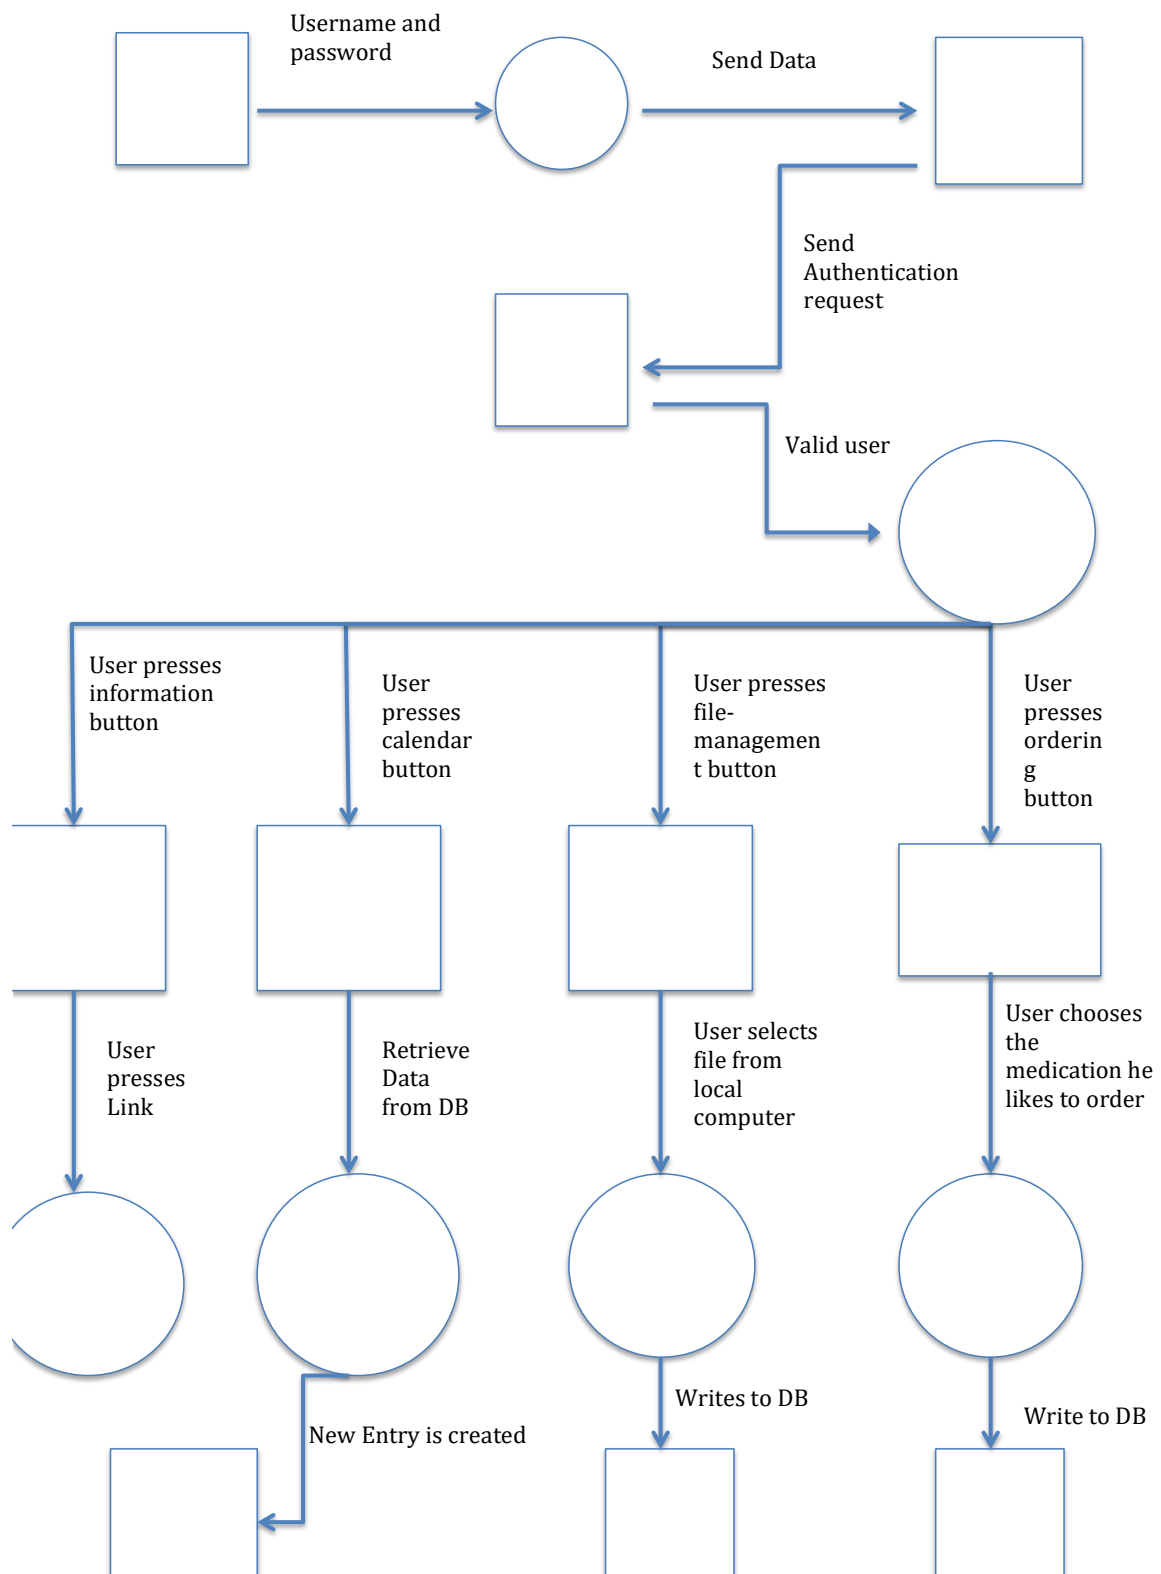 Username and
password
Send Data
Send
Authentication
request
Valid user
User presses
information
button
User
presses
calendar
button
User presses
file-
managemen
t button
User
presses
orderin
g
button
User
presses
Link
Retrieve
Data
from DB
User selects
file from
local
computer
User chooses
the
medication he
likes to order
New Entry is created
Writes to DB
Write to DB